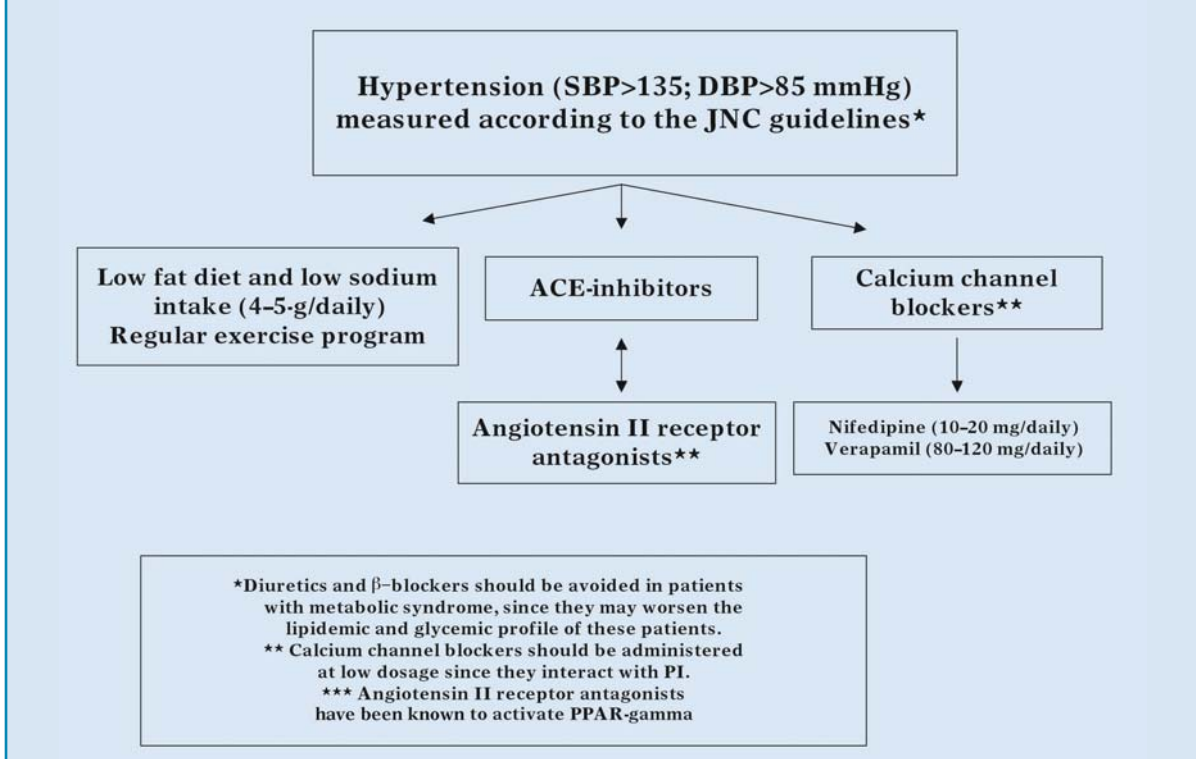 Hypertension (SBP>135; DBP>85 mmHg)
measured according to the JNC guidelines*
Low fat diet and low sodium
intake (4–5-g/daily)
Regular exercise program
ACE-inhibitors
Calcium channel
blockers**
Angiotensin II receptor
antagonists**
Nifedipine (10–20 mg/daily)
Verapamil (80–120 mg/daily)
*Diuretics and β–blockers should be avoided in patients
with metabolic syndrome, since they may worsen the
lipidemic and glycemic profile of these patients.
** Calcium channel blockers should be administered
at low dosage since they interact with PI.
*** Angiotensin II receptor antagonists
have been known to activate PPAR-gamma